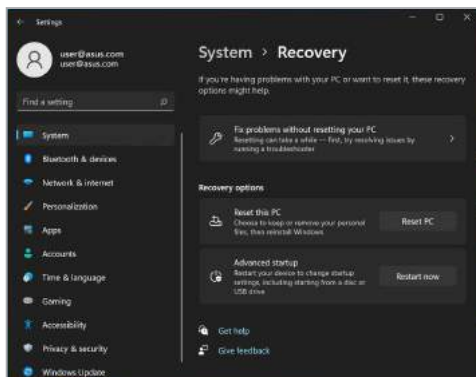 Settings
user@asus.com
user@asus.com
Find a setting
System
Bluetooth & devices
Network & internet
Personalization
Apps
Accounts
Time & language
Gaming
Accessibility
Privacy & security
Windows Update
System > Recovery
If you're having problems with your PC or want to reset it, these recovery
options might help.
Fix problems without resetting your PC
Resetting can take a while — first, try resolving issues by
running a troubleshooter
Recovery options
Reset this PC
Choose to keep or remove your personal
files, then reinstall Windows
Reset PC
Advanced startup
Restart your device to change startup
settings, including starting from a disc or
USB drive
Restart now
Get help
Give feedback